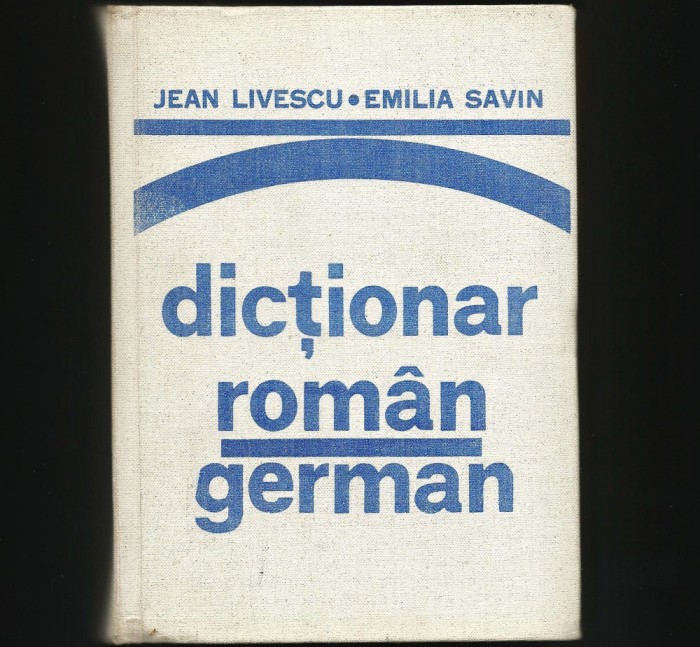 JEAN LIVESCU • EMILIA SAVIN
dicționar
român
german